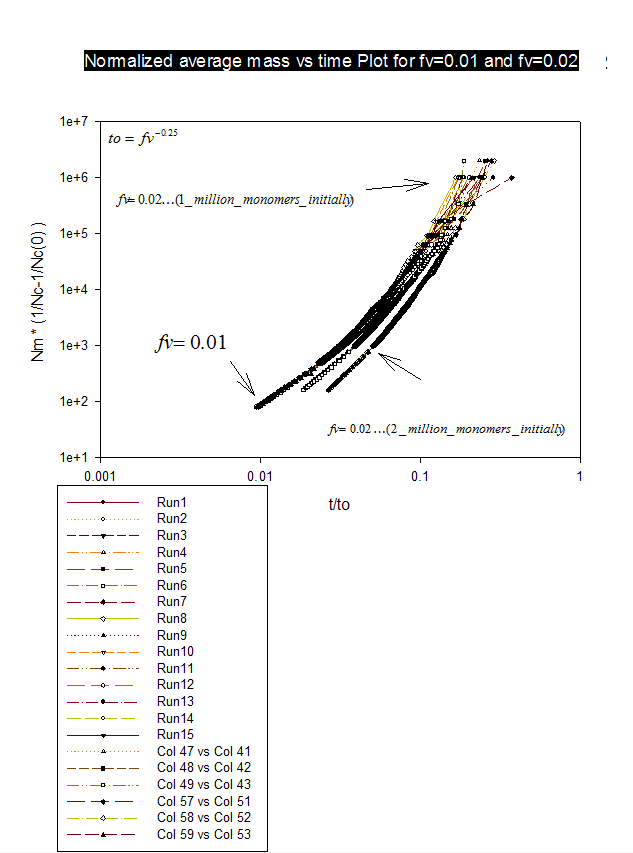 Normalized average mass vs time Plot for fv=0.01 and fv=0.02
1e+7
to = fv^-0.25
1e+6
fv= 0.02...(1_million_monomers_initially)
1e+5
Nm * (1/Nc-1/Nc(0) )
1e+4
fv= 0.01
1e+3
1e+2
fv= 0.02...(2_million_monomers_initially)
1e+1
0.001 0.01 0.1 1
t/to
Run1
Run2
Run3
Run4
Run5
Run6
Run7
Run8
Run9
Run10
Run11
Run12
Run13
Run14
Run15
Col 47 vs Col 41
Col 48 vs Col 42
Col 49 vs Col 43
Col 57 vs Col 51
Col 58 vs Col 52
Col 59 vs Col 53